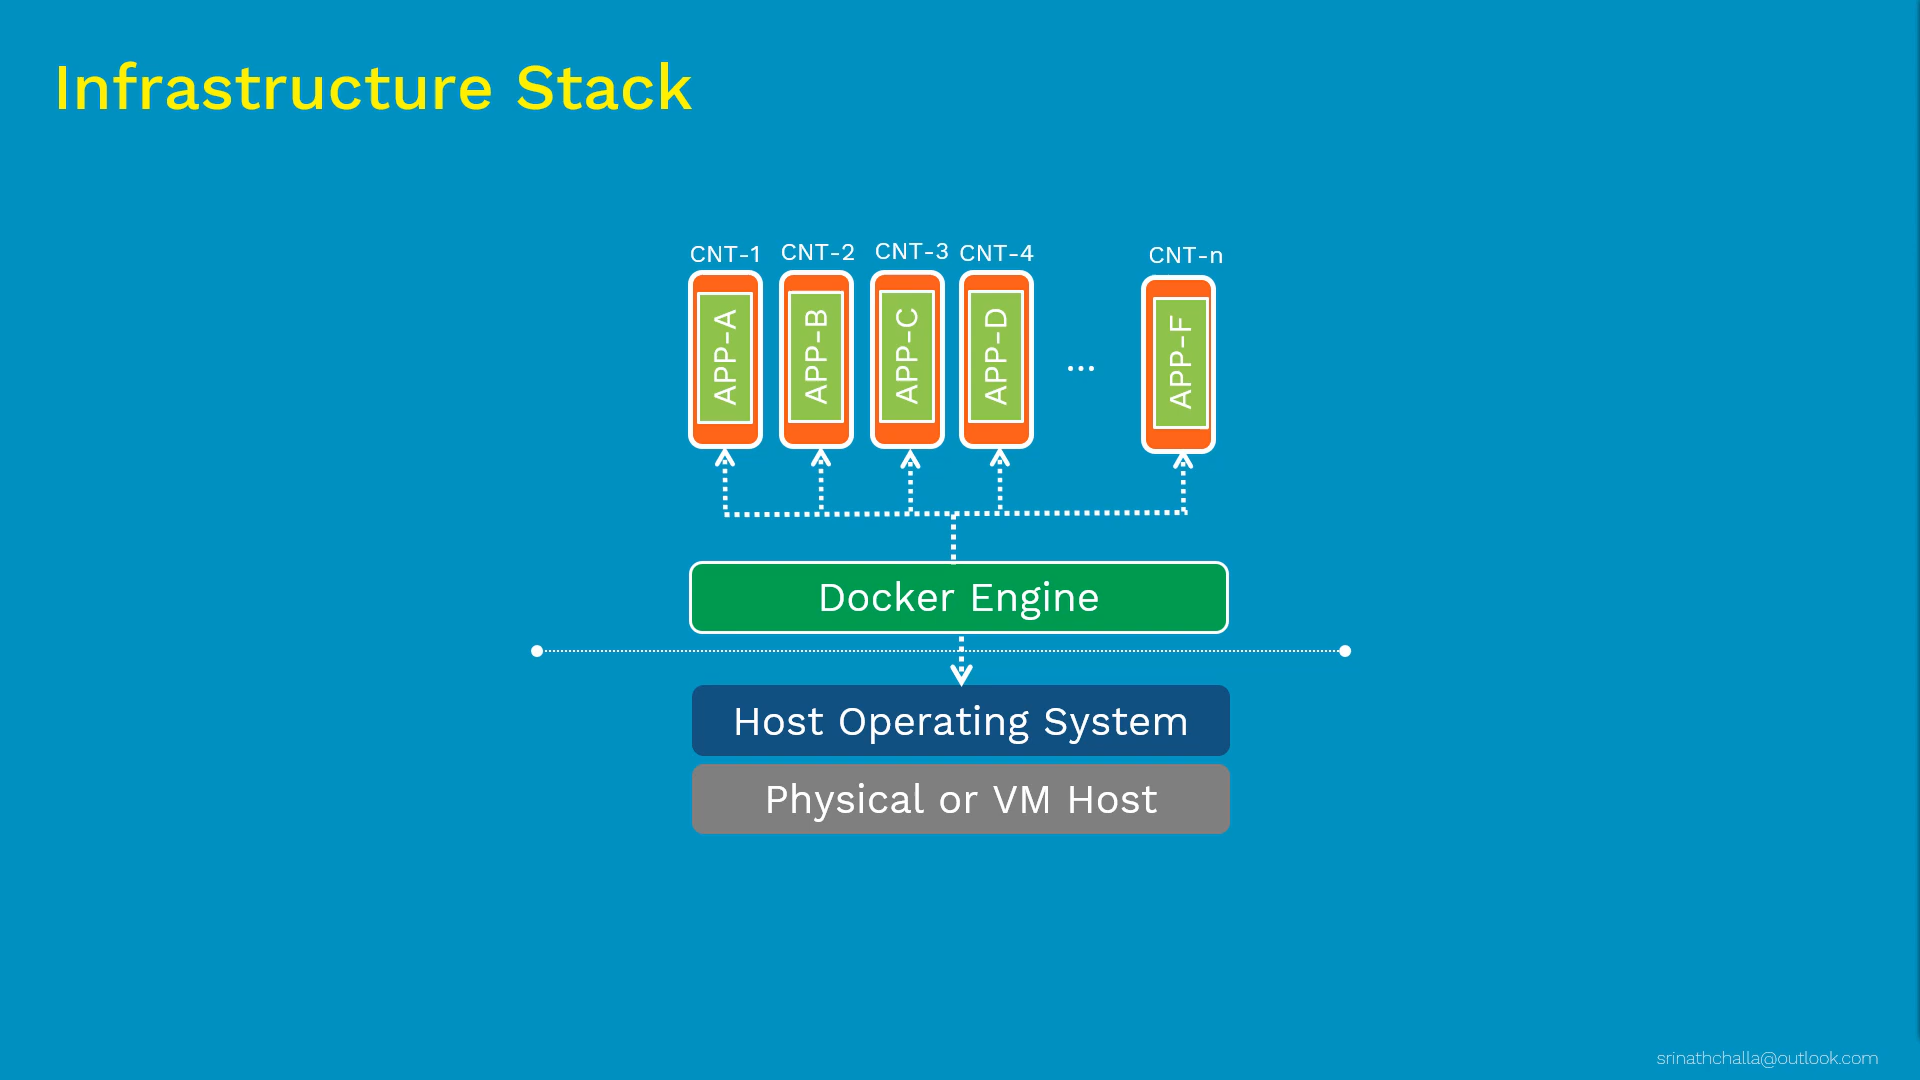 Infrastructure Stack
CNT-1 CNT-2 CNT-3 CNT-4 CNT-n
APP-A APP-B APP-C APP-D ... APP-F
Docker Engine
Host Operating System
Physical or VM Host
srinathchalla@outlook.com